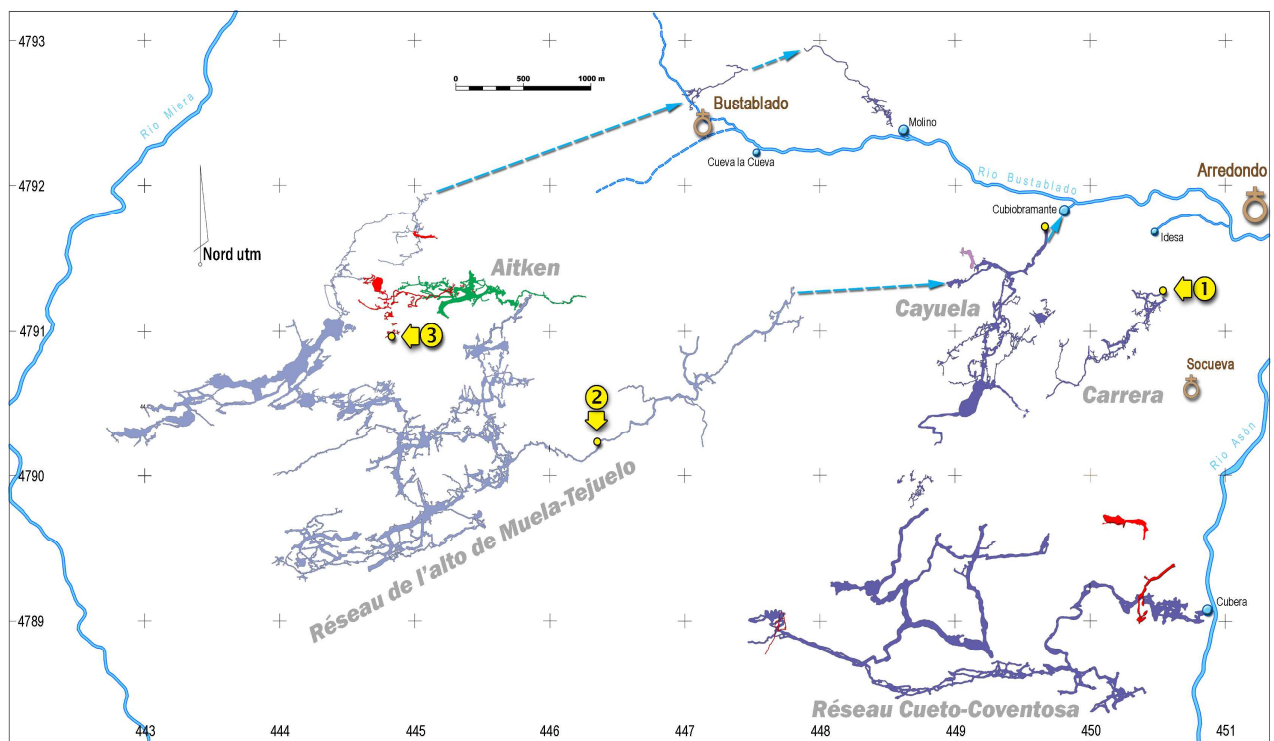 4793
0 500 1000 m
Bustablado
Molino
Rio Miera
Cueva la Cueva
4792
Rio Bustablado
Arredondo
Cubiobramante
Idesa
Nord utm
Aitken
1
Cayuela
4791
3
Socueva
Carrera
2
Rio Asòn
4790
Réseau de l'alto de Muela-Tejuelo
Cubera
4789
Réseau Cueto-Coventosa
443 444 445 446 447 448 449 450 451